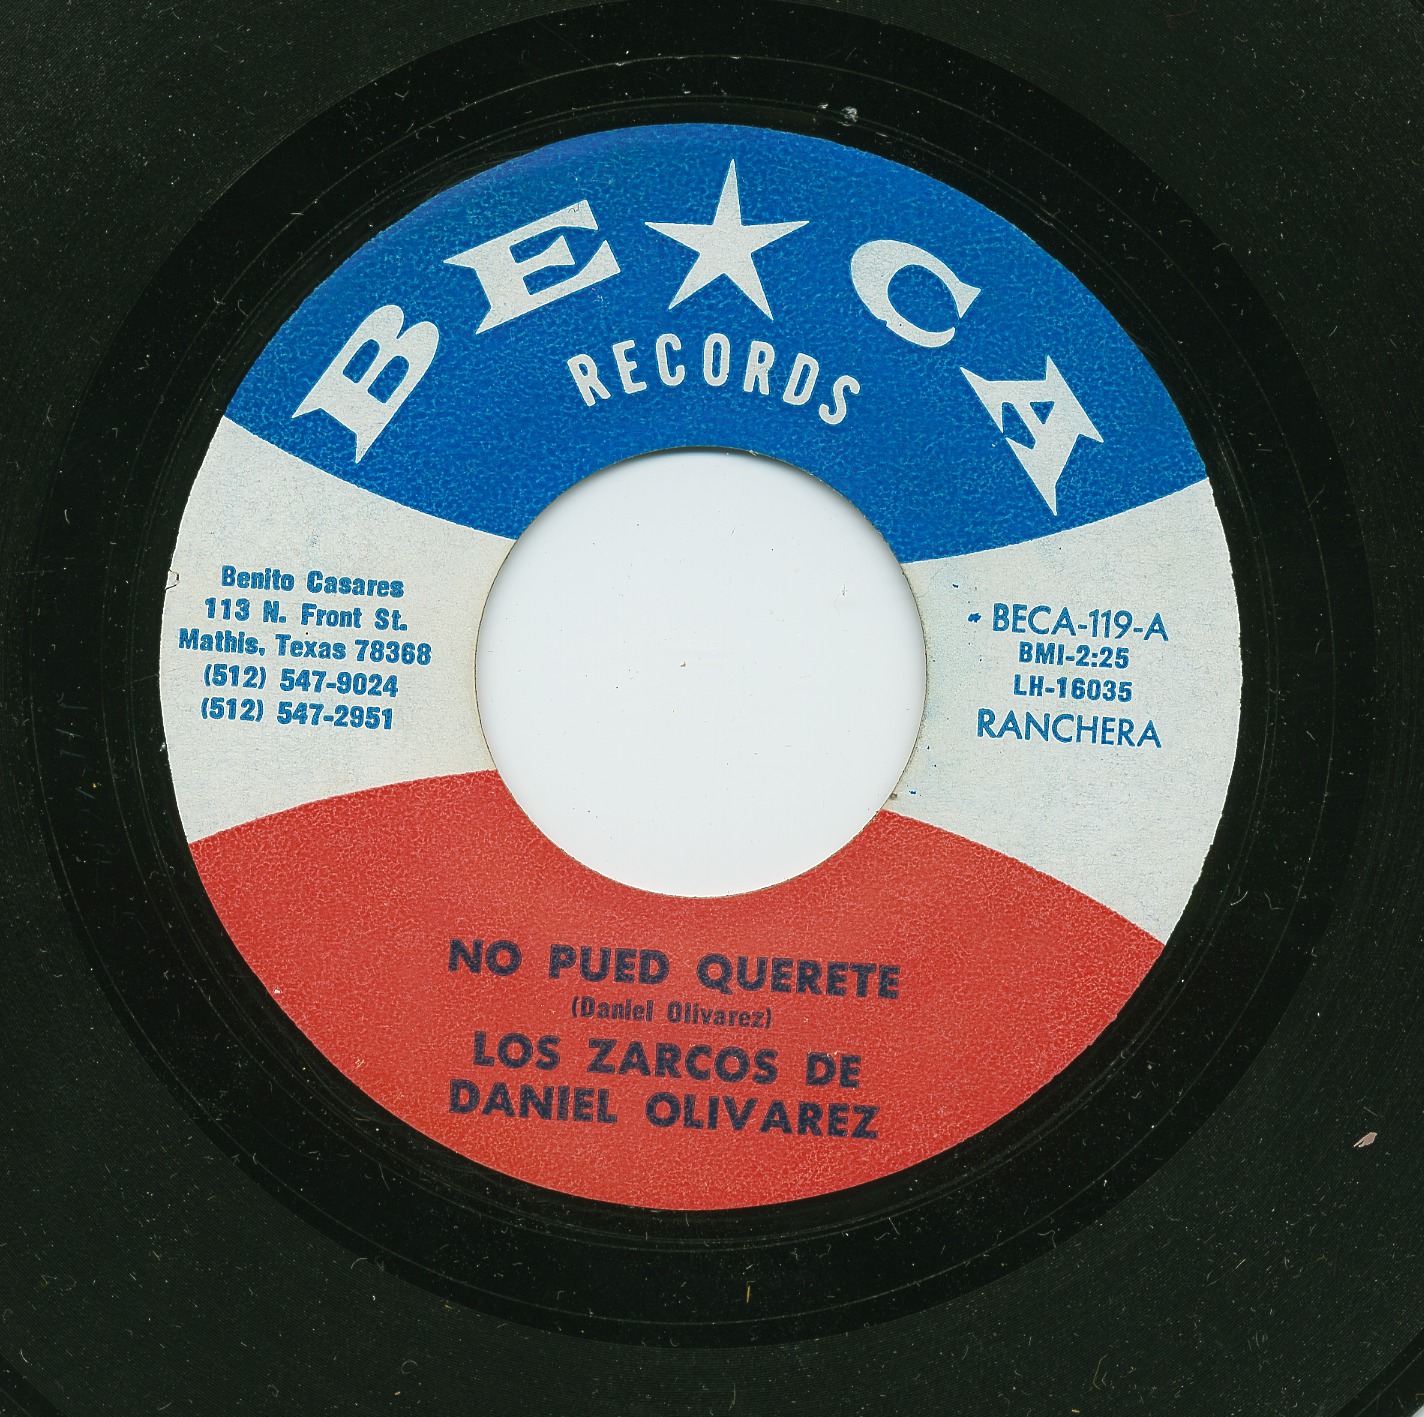 BE★CA
RECORDS
Benito Casares
113 N. Front St.
Mathis, Texas 78368
(512) 547-9024
(512) 547-2951
BECA-119-A
BMI-2:25
LH-16035
RANCHERA
NO PUED QUERETE
(Daniel Olivarez)
LOS ZARCOS DE
DANIEL OLIVAREZ